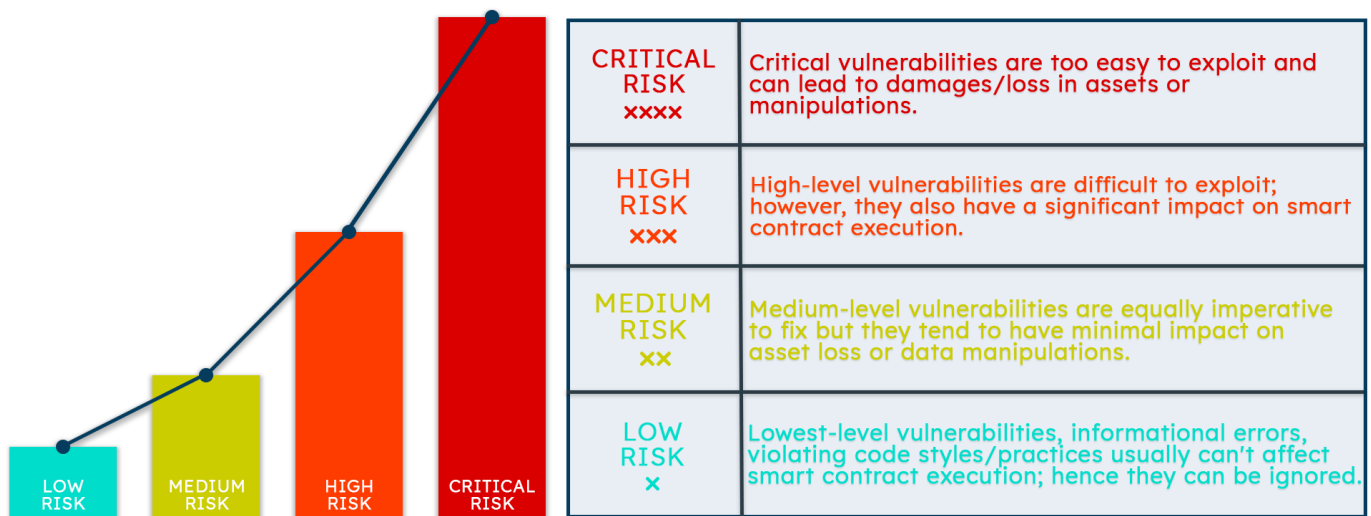 LOW
RISK
MEDIUM
RISK
HIGH
RISK
CRITICAL
RISK
CRITICAL
RISK
××××
Critical vulnerabilities are too easy to exploit and
can lead to damages/loss in assets or
manipulations.
HIGH
RISK
×××
High-level vulnerabilities are difficult to exploit;
however, they also have a significant impact on smart
contract execution.
MEDIUM
RISK
××
Medium-level vulnerabilities are equally imperative
to fix but they tend to have minimal impact on
asset loss or data manipulations.
LOW
RISK
×
Lowest-level vulnerabilities, informational errors,
violating code styles/practices usually can't affect
smart contract execution; hence they can be ignored.